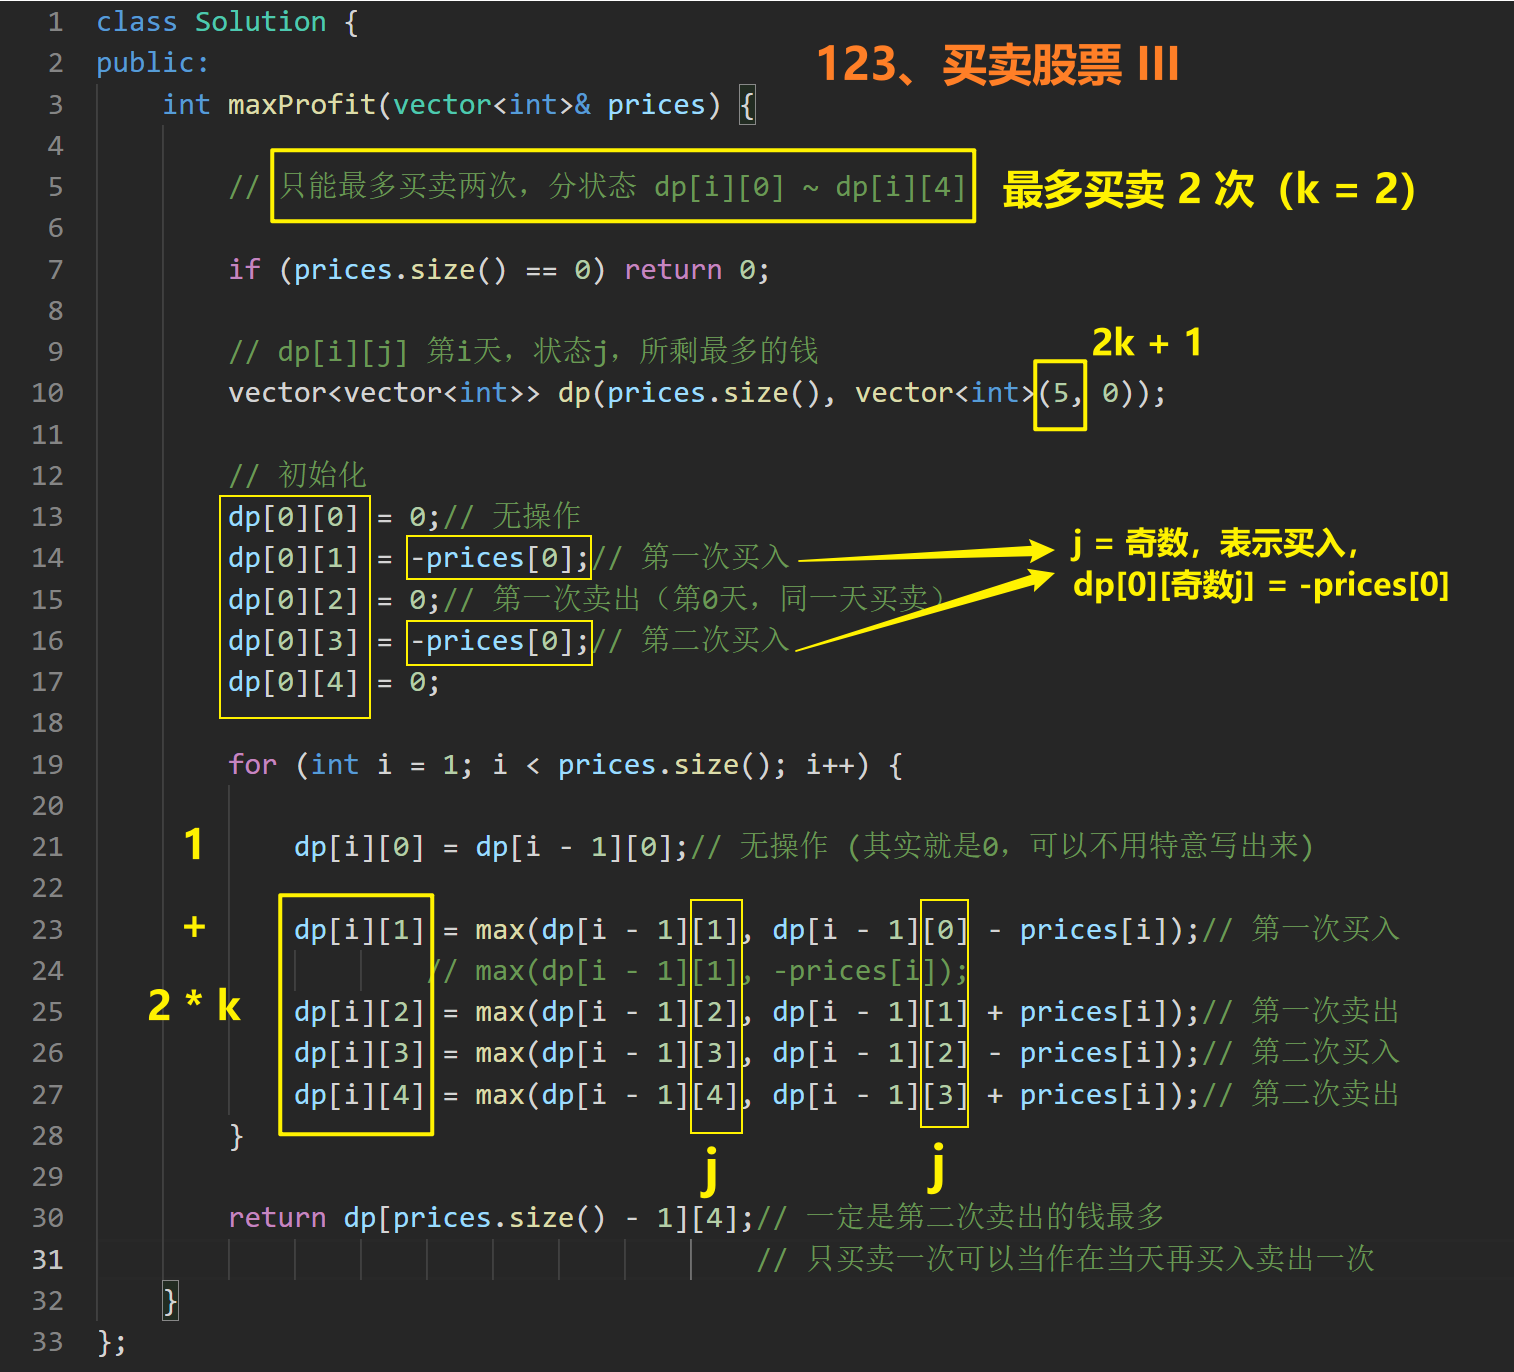 1 class Solution {
2 public:
123、买卖股票 III
3 int maxProfit(vector<int>& prices) {
4
5 // 只能最多买卖两次，分状态 dp[i][0] ~ dp[i][4]
最多买卖 2 次（k = 2）
6
7 if (prices.size() == 0) return 0;
8
9 // dp[i][j] 第i天，状态j，所剩最多的钱
2k + 1
10 vector<vector<int>> dp(prices.size(), vector<int>(5, 0));
11
12 // 初始化
13 dp[0][0] = 0;// 无操作
14 dp[0][1] = -prices[0];// 第一次买入
j = 奇数，表示买入，
dp[0][奇数j] = -prices[0]
15 dp[0][2] = 0;// 第一次卖出（第0天，同一天买卖）
16 dp[0][3] = -prices[0];// 第二次买入
17 dp[0][4] = 0;
18
19 for (int i = 1; i < prices.size(); i++) {
20
1
21 dp[i][0] = dp[i - 1][0];// 无操作 (其实就是0，可以不用特意写出来)
22
+
23 dp[i][1] = max(dp[i - 1][1], dp[i - 1][0] - prices[i]);// 第一次买入
24 // max(dp[i - 1][1], -prices[i]);
2 * k
25 dp[i][2] = max(dp[i - 1][2], dp[i - 1][1] + prices[i]);// 第一次卖出
26 dp[i][3] = max(dp[i - 1][3], dp[i - 1][2] - prices[i]);// 第二次买入
27 dp[i][4] = max(dp[i - 1][4], dp[i - 1][3] + prices[i]);// 第二次卖出
28 }
j j
29
30 return dp[prices.size() - 1][4];// 一定是第二次卖出的钱最多
31 // 只买卖一次可以当作在当天再买入卖出一次
32 }
33 };